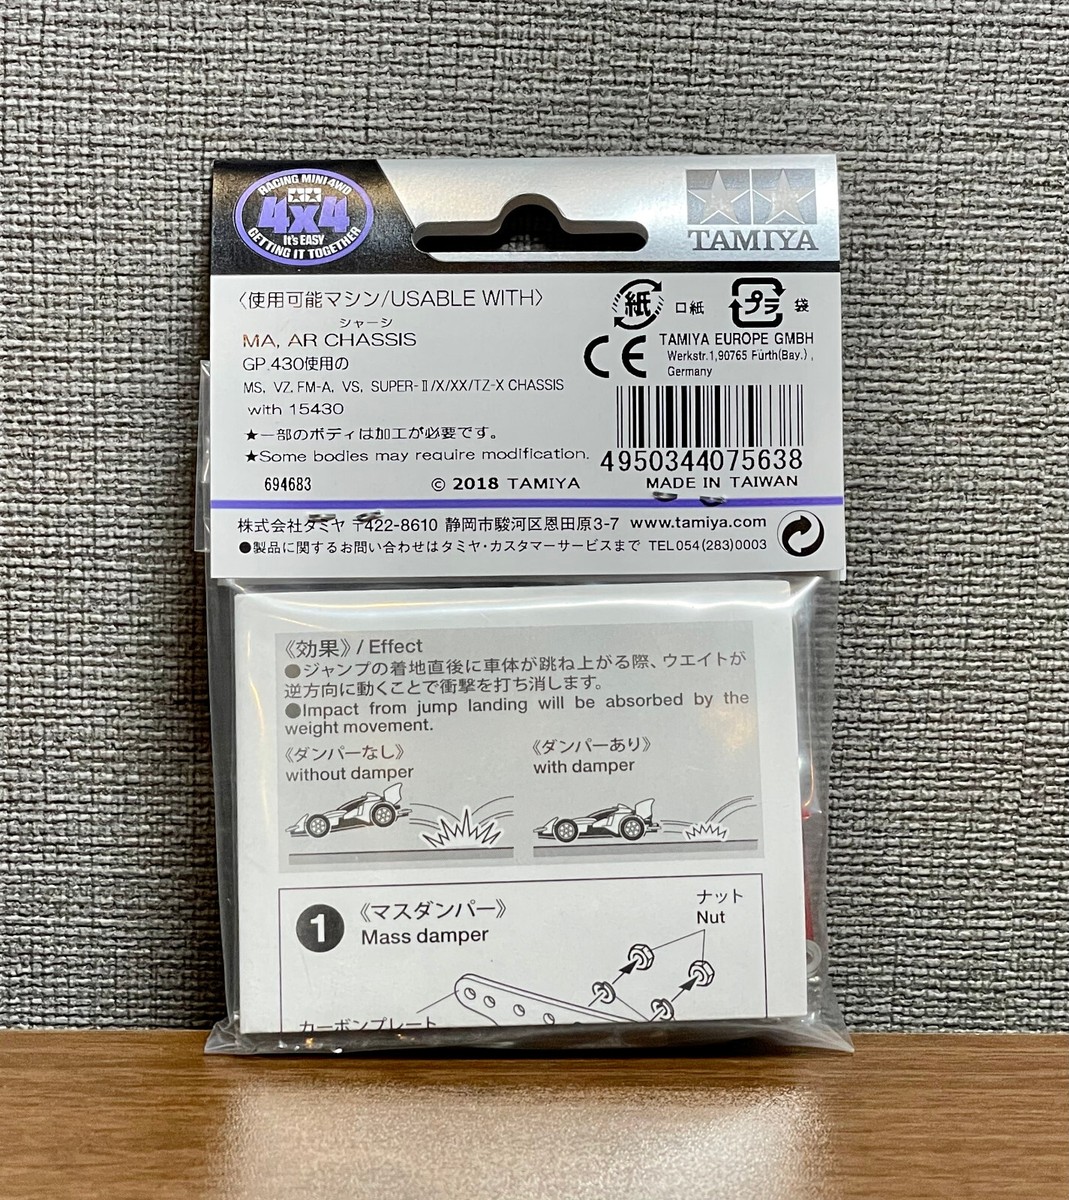 RACING MINI 4WD
4x4
It's EASY
GETTING IT TOGETHER
TAMIYA
〈使用可能マシン/USABLE WITH〉
シャーシ
MA, AR CHASSIS
GP.430使用の
MS, VZ, FM-A, VS, SUPER-Ⅱ/X/XX/TZ-X CHASSIS
with 15430
★一部のボディは加工が必要です。
★Some bodies may require modification.
694683
© 2018 TAMIYA
紙
口紙
プラ
袋
CE
TAMIYA EUROPE GMBH
Werkstr.1,90765 Fürth(Bay.),
Germany
4950344075638
MADE IN TAIWAN
株式会社タミヤ 〒422-8610 静岡市駿河区恩田原3-7 www.tamiya.com
●製品に関するお問い合わせはタミヤ・カスタマーサービスまで TEL054(283)0003
《効果》/ Effect
●ジャンプの着地直後に車体が跳ね上がる際、ウエイトが
逆方向に動くことで衝撃を打ち消します。
●Impact from jump landing will be absorbed by the
weight movement.
《ダンパーなし》
without damper
《ダンパーあり》
with damper
1
《マスダンパー》
Mass damper
ナット
Nut
カーボンプレート